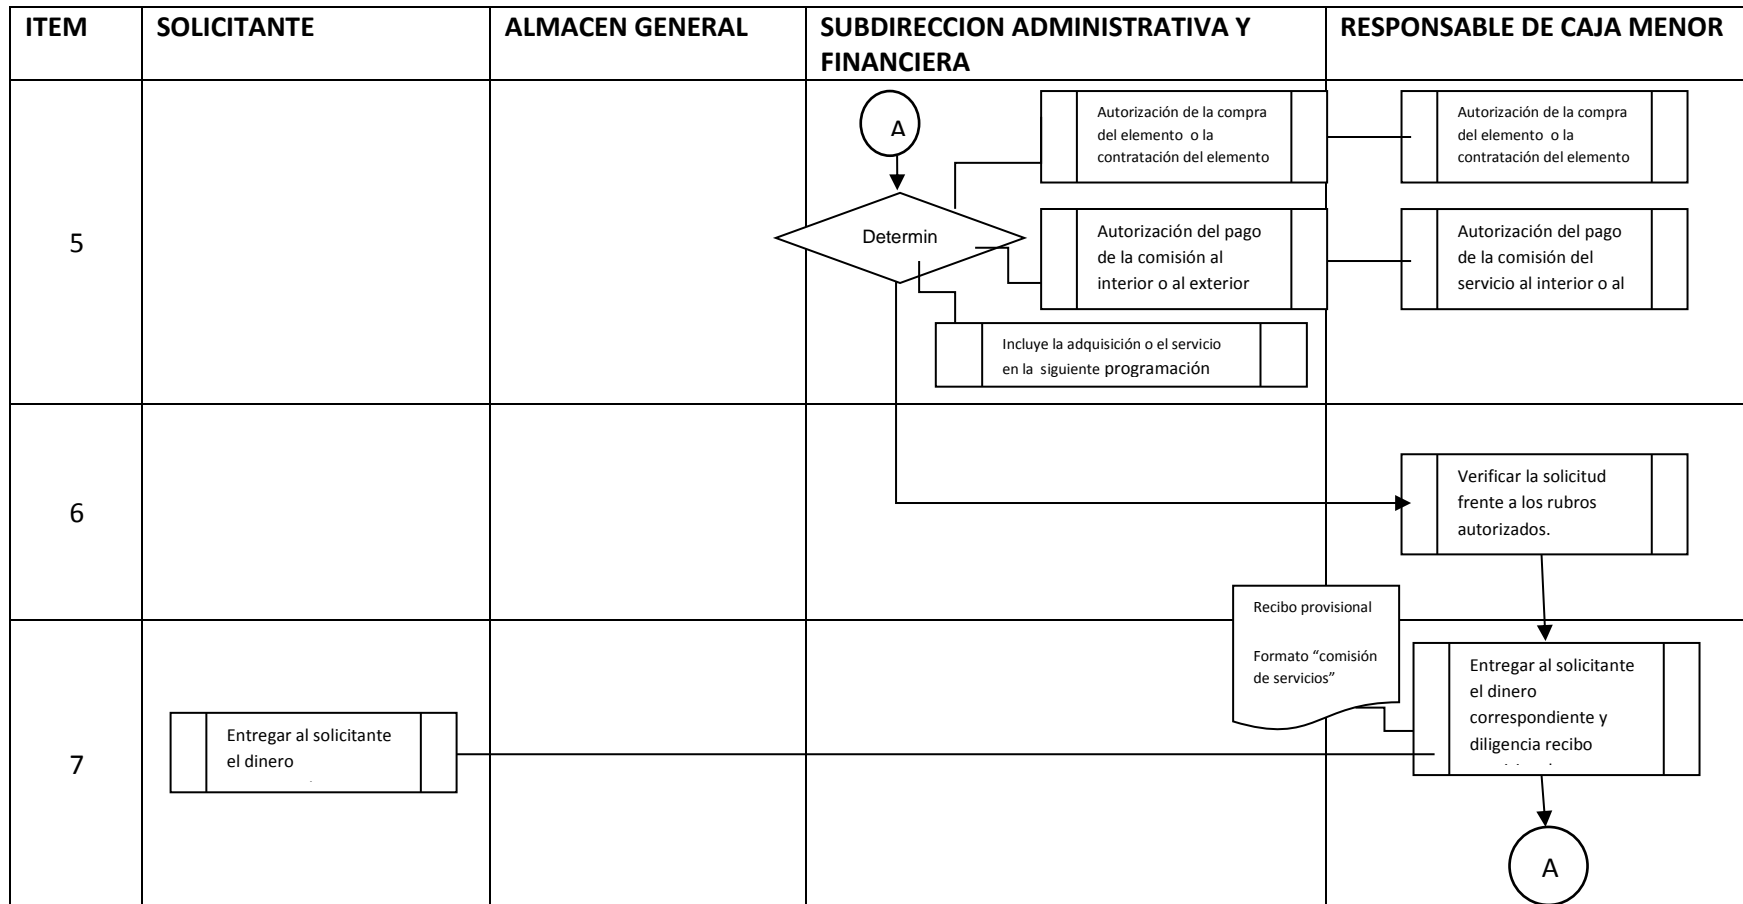 ITEM
SOLICITANTE
ALMACEN GENERAL
SUBDIRECCION ADMINISTRATIVA Y
FINANCIERA
RESPONSABLE DE CAJA MENOR
5
A
Determin
Autorización de la compra
del elemento o la
contratación del elemento
Autorización de la compra
del elemento o la
contratación del elemento
Autorización del pago
de la comisión al
interior o al exterior
Autorización del pago
de la comisión del
servicio al interior o al
Incluye la adquisición o el servicio
en la siguiente programación
6
Verificar la solicitud
frente a los rubros
autorizados.
7
Entregar al solicitante
el dinero
Recibo provisional
Formato “comisión
de servicios”
Entregar al solicitante
el dinero
correspondiente y
diligencia recibo
A